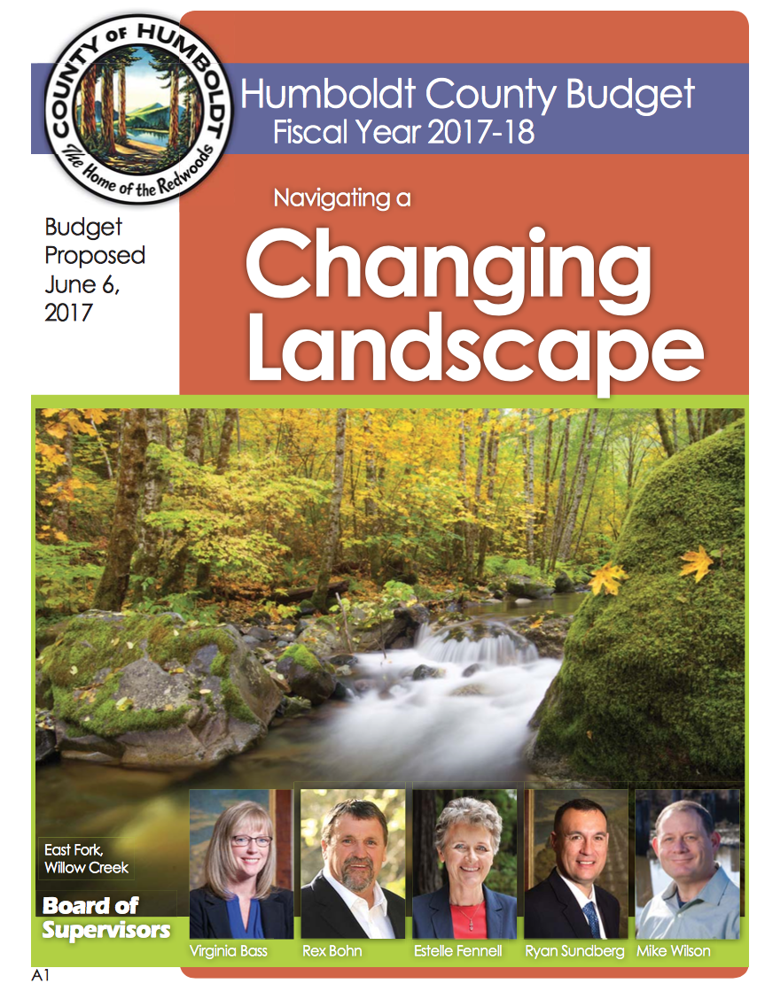 COUNTY OF HUMBOLDT
The Home of the Redwoods
Humboldt County Budget
Fiscal Year 2017-18
Budget
Proposed
June 6,
2017
Navigating a
Changing
Landscape
East Fork,
Willow Creek
Board of
Supervisors
Virginia Bass
Rex Bohn
Estelle Fennell
Ryan Sundberg
Mike Wilson
A1